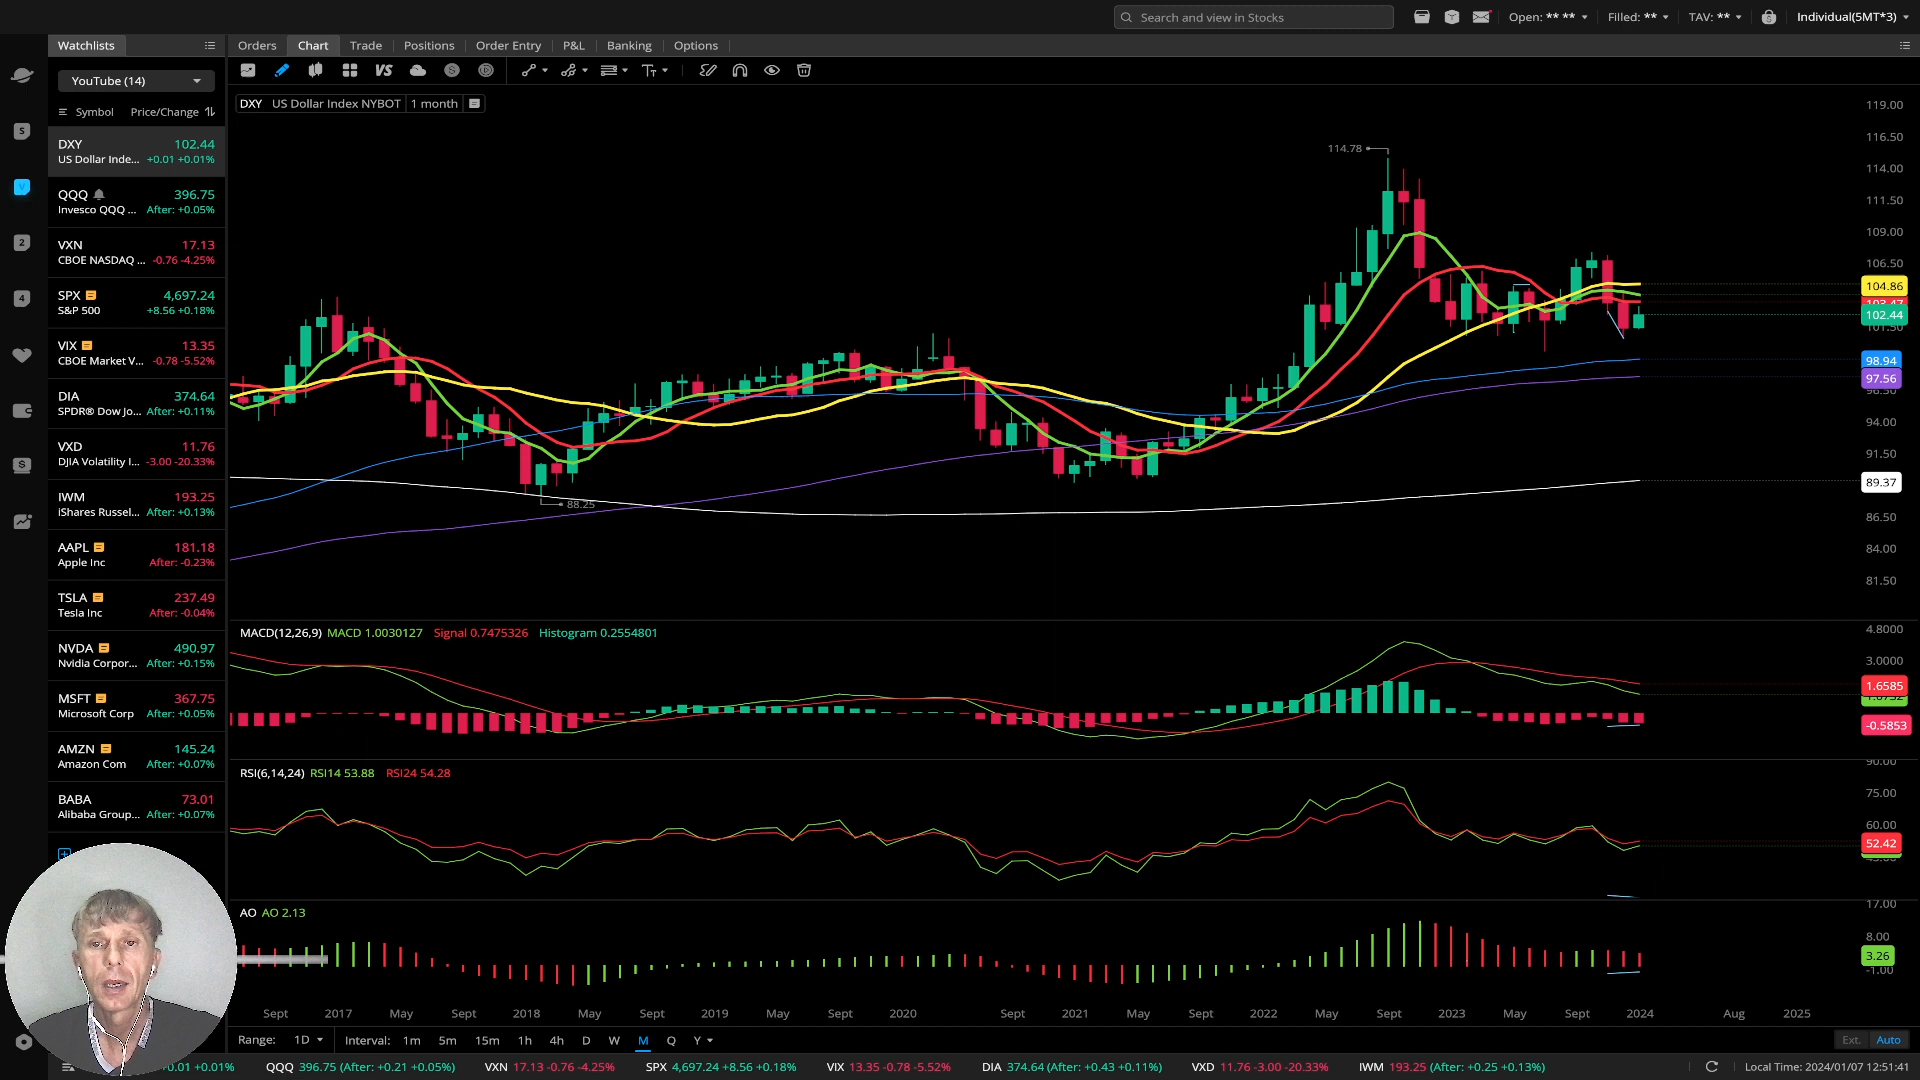 Search and view in Stocks
Open: ** **
Filled: **
TAV: **
Individual(5MT*3)
Watchlists
Orders
Chart
Trade
Positions
Order Entry
P&L
Banking
Options
YouTube (14)
VS
Symbol
Price/Change
DXY
102.44
US Dollar Inde...
+0.01 +0.01%
QQQ
396.75
Invesco QQQ ...
After: +0.05%
VXN
17.13
CBOE NASDAQ ...
-0.76 -4.25%
SPX
4,697.24
S&P 500
+8.56 +0.18%
VIX
13.35
CBOE Market V...
-0.78 -5.52%
DIA
374.64
SPDR® Dow Jo...
After: +0.11%
VXD
11.76
DJIA Volatility I...
-3.00 -20.33%
IWM
193.25
iShares Russel...
After: +0.13%
AAPL
181.18
Apple Inc
After: -0.23%
TSLA
237.49
Tesla Inc
After: -0.04%
NVDA
490.97
Nvidia Corpor...
After: +0.15%
MSFT
367.75
Microsoft Corp
After: +0.05%
AMZN
145.24
Amazon Com
After: +0.07%
BABA
73.01
Alibaba Group...
After: +0.07%
DXY
US Dollar Index NYBOT
1 month
114.78
88.25
119.00
116.50
114.00
111.50
109.00
106.50
104.86
102.44
101.50
98.94
97.56
96.50
94.00
91.50
89.37
86.50
84.00
81.50
MACD(12,26,9) MACD 1.0030127 Signal 0.7475326 Histogram 0.2554801
4.8000
3.0000
1.6585
-0.5853
RSI(6,14,24) RSI14 53.88 RSI24 54.28
90.00
75.00
60.00
52.42
AO AO 2.13
17.00
8.00
3.26
-1.00
Sept
2017
May
Sept
2018
May
Sept
2019
May
Sept
2020
Sept
2021
May
Sept
2022
May
Sept
2023
May
Sept
2024
Aug
2025
Range:
1D
Interval:
1m
5m
15m
1h
4h
D
W
M
Q
Y
Ext.
Auto
+0.01 +0.01%
QQQ 396.75 (After: +0.21 +0.05%)
VXN 17.13 -0.76 -4.25%
SPX 4,697.24 +8.56 +0.18%
VIX 13.35 -0.78 -5.52%
DIA 374.64 (After: +0.43 +0.11%)
VXD 11.76 -3.00 -20.33%
IWM 193.25 (After: +0.25 +0.13%)
Local Time: 2024/01/07 12:51:41